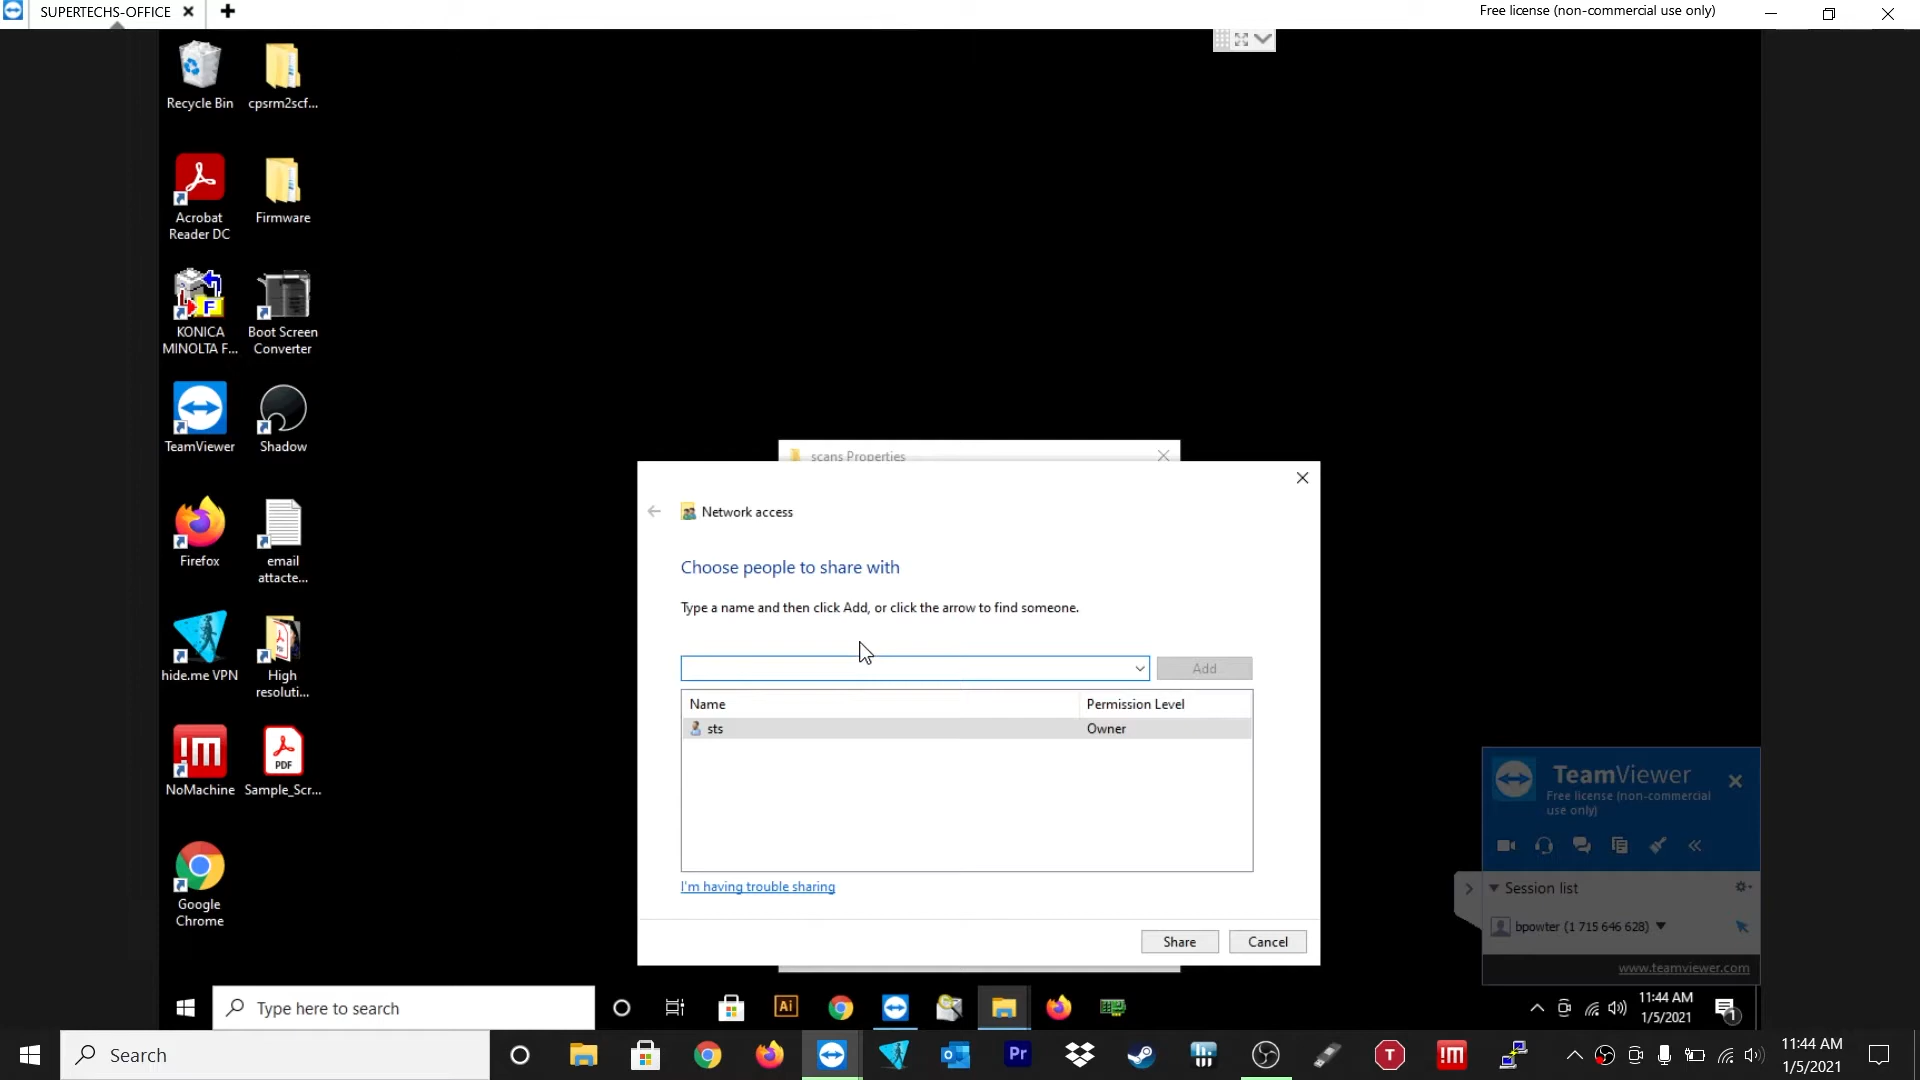 SUPERTECHS-OFFICE
Free license (non-commercial use only)
Recycle Bin
cpsrm2scf...
Acrobat
Reader DC
Firmware
KONICA
MINOLTA F...
Boot Screen
Converter
TeamViewer
Shadow
Firefox
email
attacte...
hide.me VPN
High
resoluti...
NoMachine
PDF
Sample_Scr...
Google
Chrome
scans Properties
Network access
Choose people to share with
Type a name and then click Add, or click the arrow to find someone.
Add
Name
Permission Level
sts
Owner
I'm having trouble sharing
Share
Cancel
TeamViewer
Free license (non-commercial
use only)
Session list
bpowter (1 715 646 628)
www.teamviewer.com
Type here to search
Ai
11:44 AM
1/5/2021
1
Search
Pr
T
!M
11:44 AM
1/5/2021